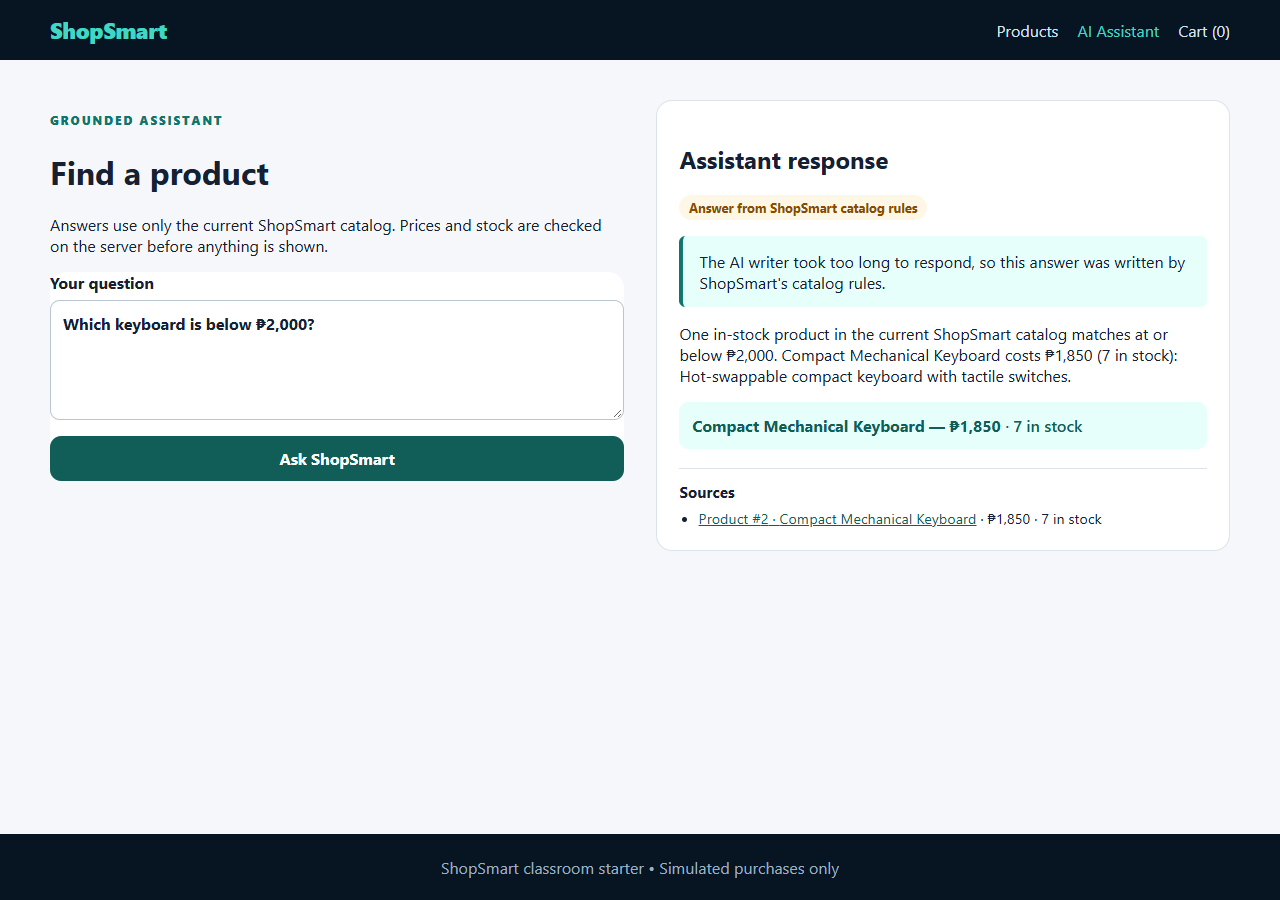 ShopSmart
Products
AI Assistant
Cart (0)
GROUNDED ASSISTANT
Find a product
Answers use only the current ShopSmart catalog. Prices and stock are checked
on the server before anything is shown.
Your question
Which keyboard is below ₱2,000?
Ask ShopSmart
Assistant response
Answer from ShopSmart catalog rules
The AI writer took too long to respond, so this answer was written by
ShopSmart's catalog rules.
One in-stock product in the current ShopSmart catalog matches at or
below ₱2,000. Compact Mechanical Keyboard costs ₱1,850 (7 in stock):
Hot-swappable compact keyboard with tactile switches.
Compact Mechanical Keyboard — ₱1,850 · 7 in stock
Sources
• Product #2 · Compact Mechanical Keyboard · ₱1,850 · 7 in stock
ShopSmart classroom starter • Simulated purchases only